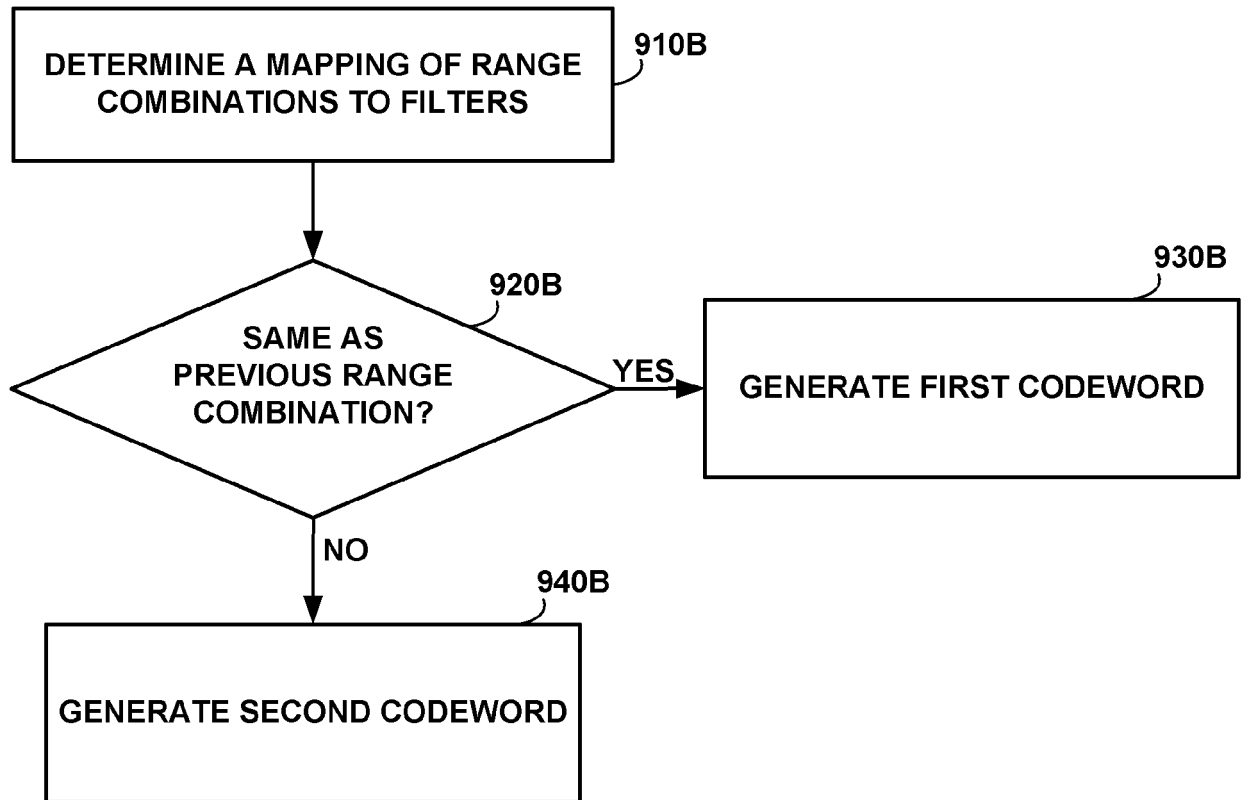 DETERMINE A MAPPING OF RANGE
COMBINATIONS TO FILTERS
910B
920B
SAME AS
PREVIOUS RANGE
COMBINATION?
YES
930B
GENERATE FIRST CODEWORD
NO
940B
GENERATE SECOND CODEWORD